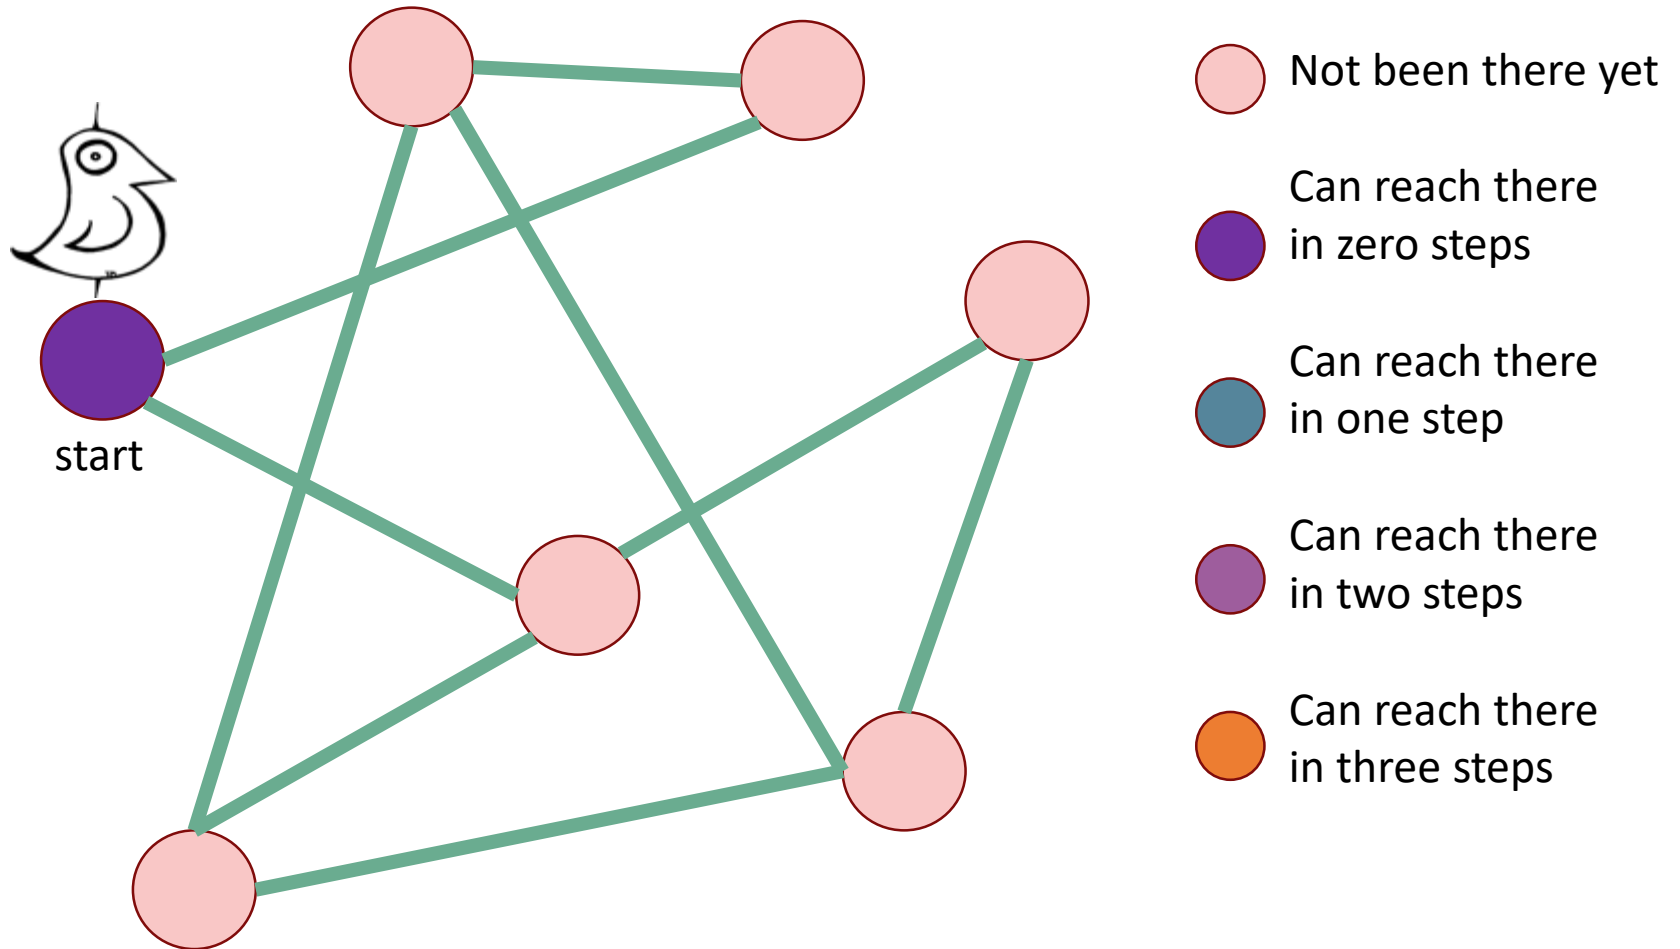 start
Not been there yet
Can reach there
in zero steps
Can reach there
in one step
Can reach there
in two steps
Can reach there
in three steps